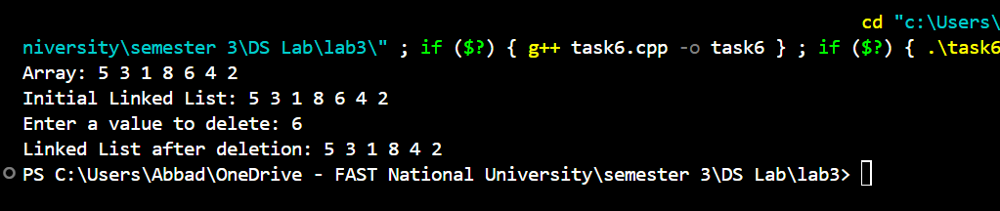 cd "c:\Users\
niversity\semester 3\DS Lab\lab3\" ; if ($?) { g++ task6.cpp -o task6 } ; if ($?) { .\task6
Array: 5 3 1 8 6 4 2
Initial Linked List: 5 3 1 8 6 4 2
Enter a value to delete: 6
Linked List after deletion: 5 3 1 8 4 2
PS C:\Users\Abbad\OneDrive - FAST National University\semester 3\DS Lab\lab3>